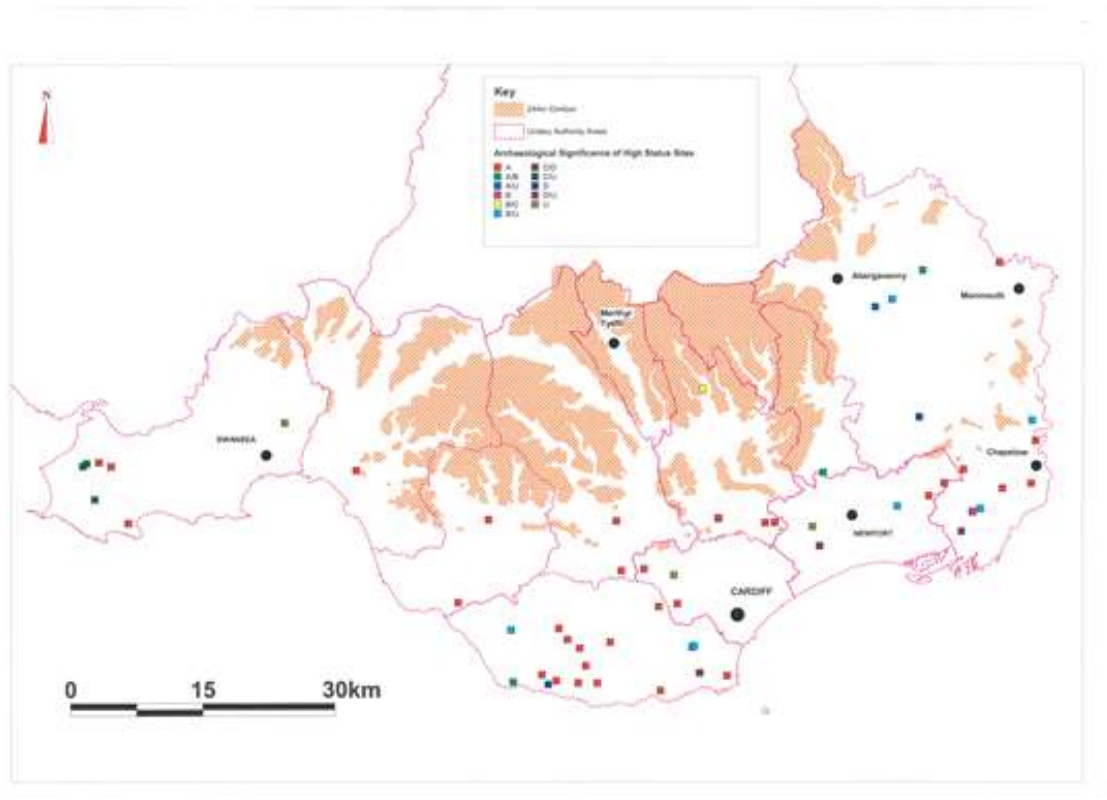 N
Key
Unitary Authority Areas
Archaeological Significance of High Status Sites
A
A/B
A/U
B
B/C
B/U
C/D
C/U
D
D/U
U
Abergavenny
Monmouth
Merthyr
Tydfil
SWANSEA
Chepstow
NEWPORT
CARDIFF
0 15 30km